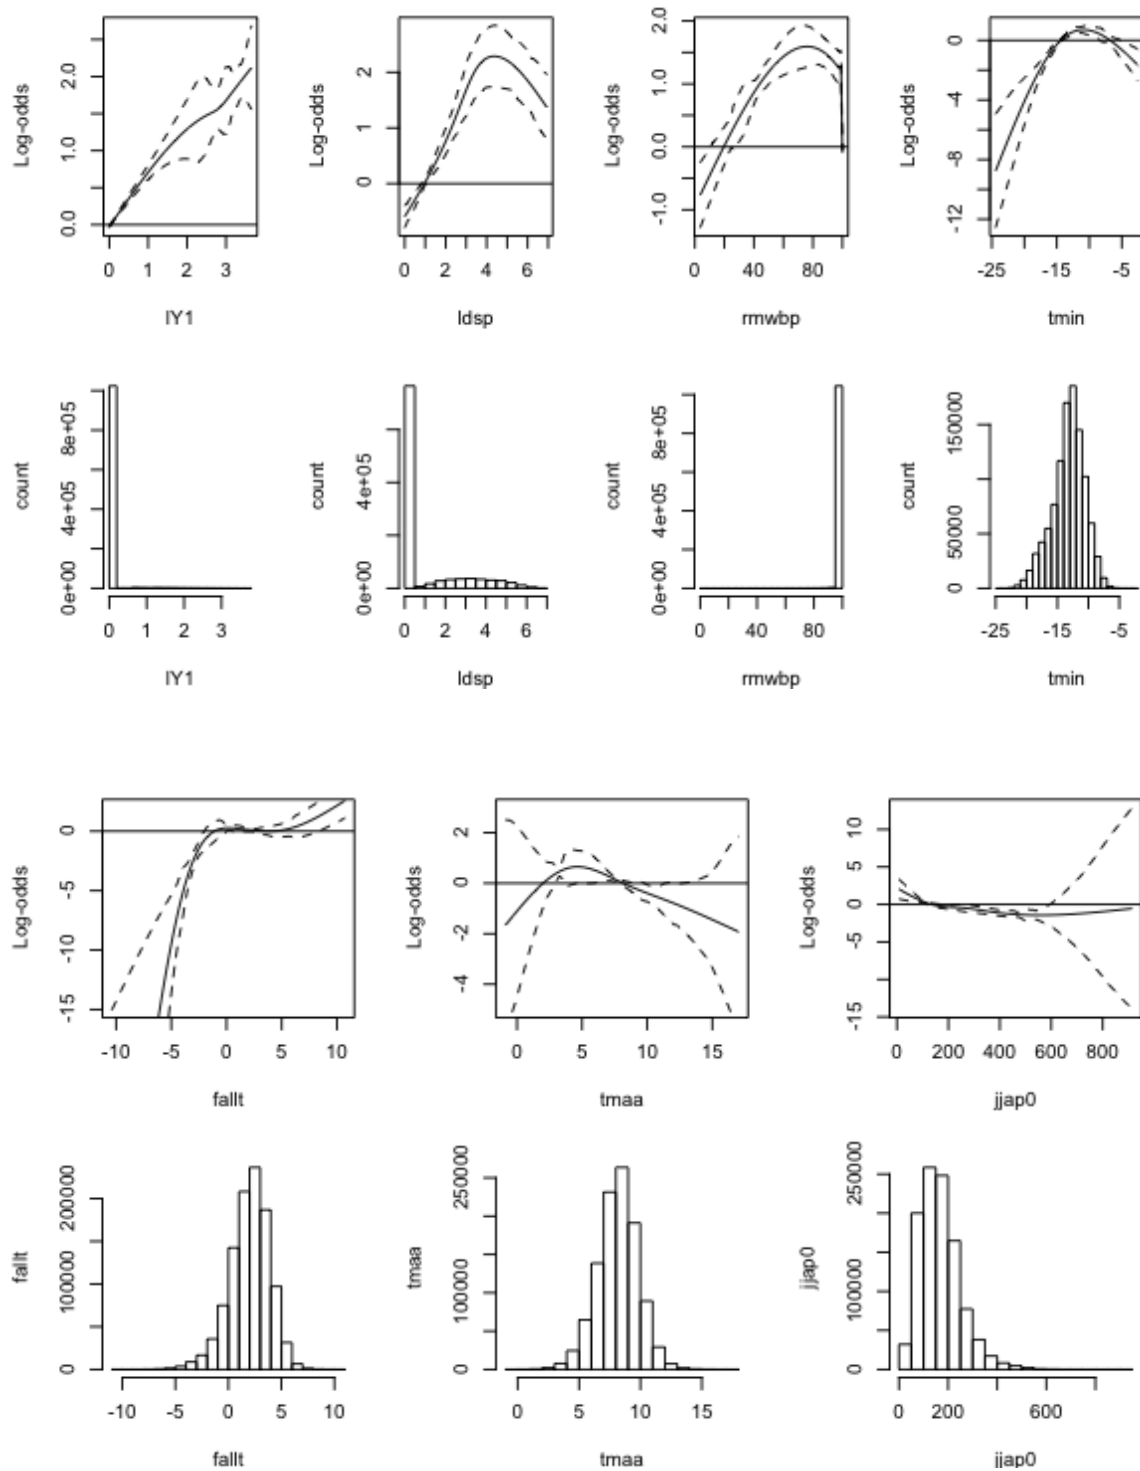 Log-odds
0.0 1.0 2.0
0 1 2 3
lY1
Log-odds
0 1 2
0 2 4 6
ldsp
Log-odds
-1.0 0.0 1.0 2.0
0 40 80
rmwbp
Log-odds
-12 -8 -4 0
-25 -15 -5
tmin
count
0e+00 4e+05 8e+05
0 1 2 3
lY1
count
0e+00 4e+05
0 2 4 6
ldsp
count
0e+00 4e+05 8e+05
0 40 80
rmwbp
count
0 50000 150000
-25 -15 -5
tmin
Log-odds
-15 -10 -5 0
-10 -5 0 5 10
fallt
Log-odds
-4 -2 0 2
0 5 10 15
tmaa
Log-odds
-15 -5 0 5 10
0 200 400 600 800
jjap0
fallt
0 100000 200000
-10 -5 0 5 10
fallt
tmaa
0 100000 250000
0 5 10 15
tmaa
jjap0
0 100000 250000
0 200 600
jjap0